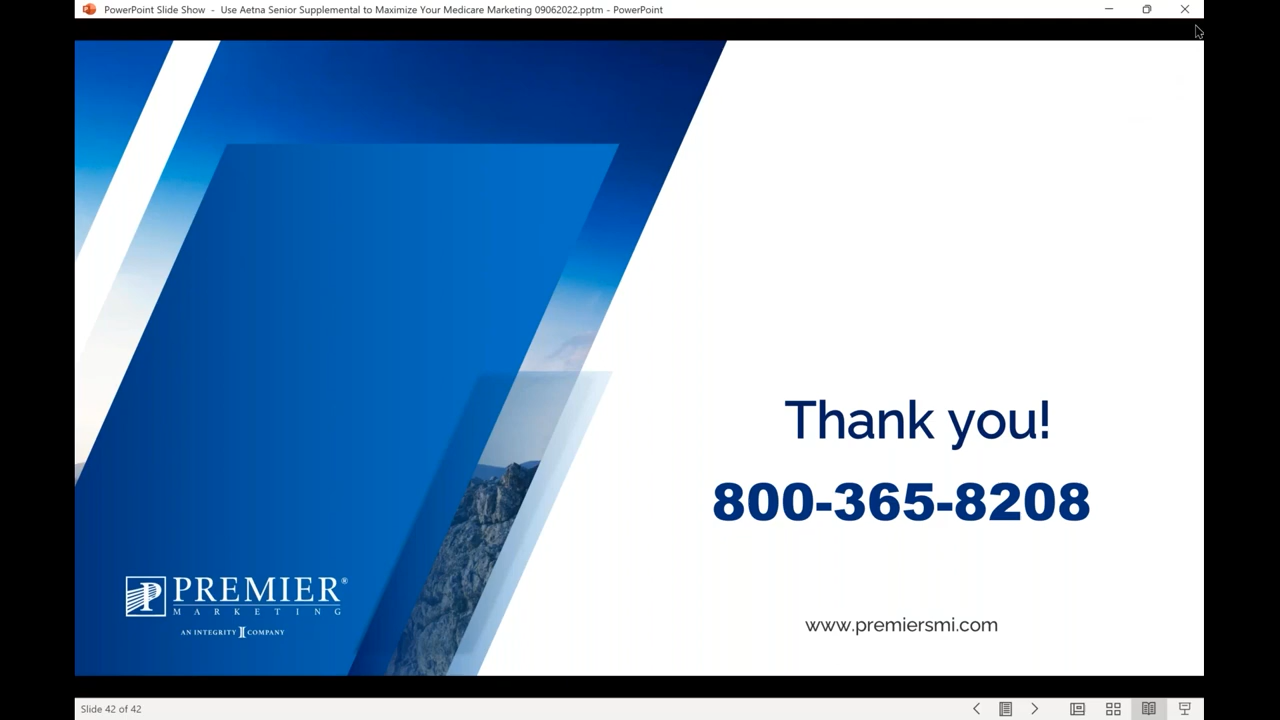 PowerPoint Slide Show - Use Aetna Senior Supplemental to Maximize Your Medicare Marketing 09062022.pptm - PowerPoint
Thank you!
800-365-8208
PREMIER®
MARKETING
AN INTEGRITY COMPANY
www.premiersmi.com
Slide 42 of 42